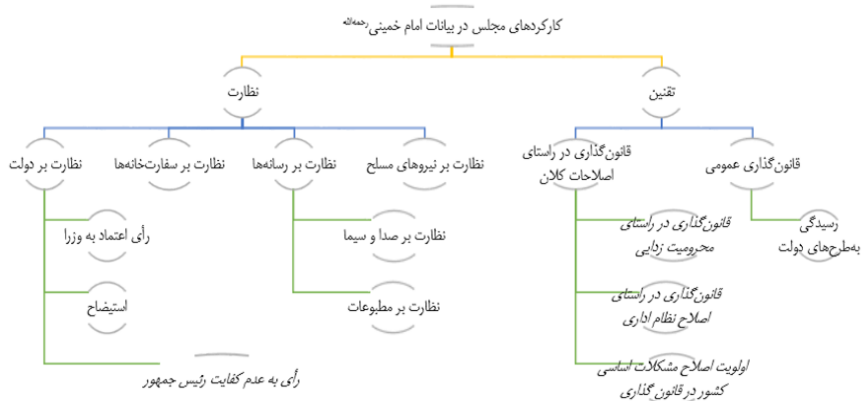 کارکردهای مجلس در بیانات امام خمینی رحمه‌الله
تقنین
نظارت
قانون‌گذاری عمومی
قانون‌گذاری در راستای
اصلاحات کلان
نظارت بر نیروهای مسلح
نظارت بر رسانه‌ها
نظارت بر سفارت‌خانه‌ها
نظارت بر دولت
رسیدگی
به‌طرح‌های دولت
قانون‌گذاری در راستای
محرومیت زدایی
نظارت بر صدا و سیما
رأی اعتماد به وزرا
قانون‌گذاری در راستای
اصلاح نظام اداری
نظارت بر مطبوعات
استیضاح
اولویت اصلاح مشکلات اساسی
کشور در قانون گذاری
رأی به عدم کفایت رئیس جمهور